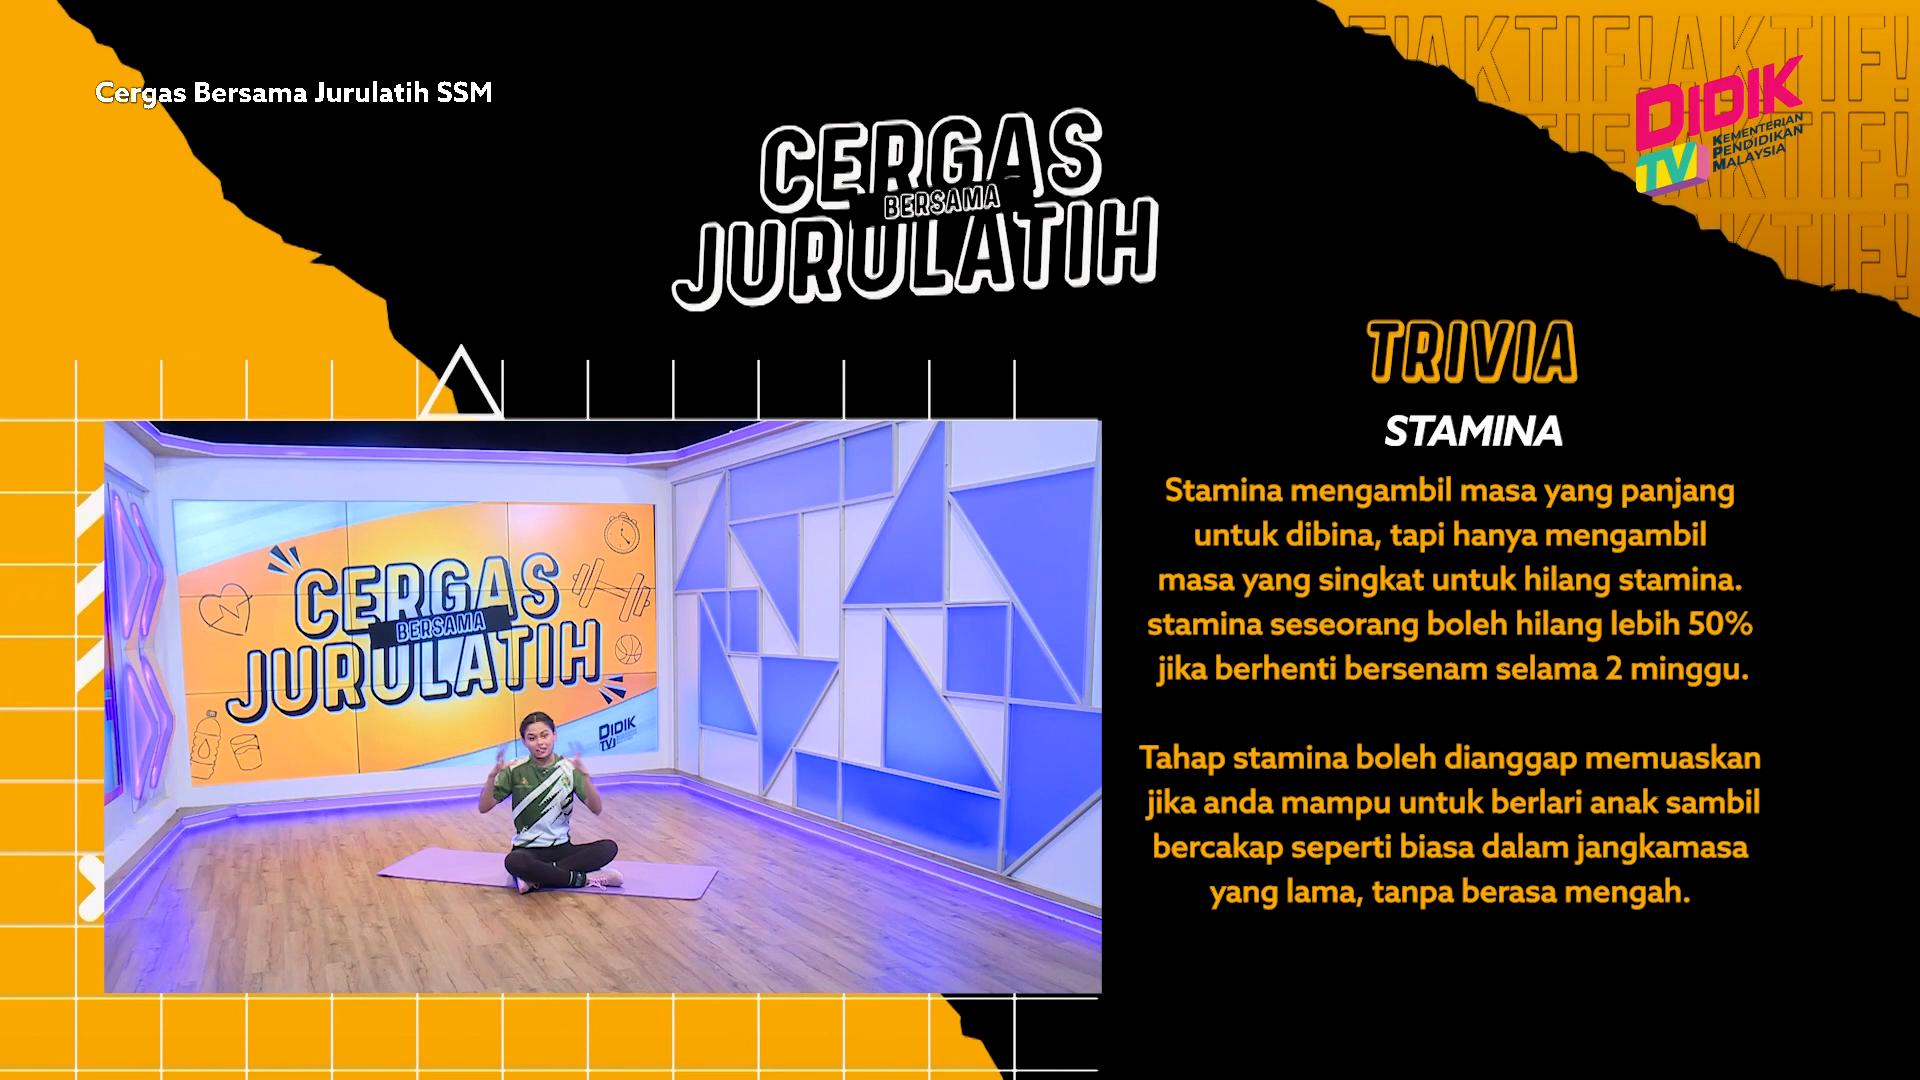 Cergas Bersama Jurulatih SSM
AKTIF! AKTIF!
DIDIK
TV
KEMENTERIAN
PENDIDIKAN
MALAYSIA
CERGAS
BERSAMA
JURULATIH
TRIVIA
STAMINA
Stamina mengambil masa yang panjang
untuk dibina, tapi hanya mengambil
masa yang singkat untuk hilang stamina.
stamina seseorang boleh hilang lebih 50%
jika berhenti bersenam selama 2 minggu.
Tahap stamina boleh dianggap memuaskan
jika anda mampu untuk berlari anak sambil
bercakap seperti biasa dalam jangkamasa
yang lama, tanpa berasa mengah.
CERGAS
BERSAMA
JURULATIH
DIDIK
TV